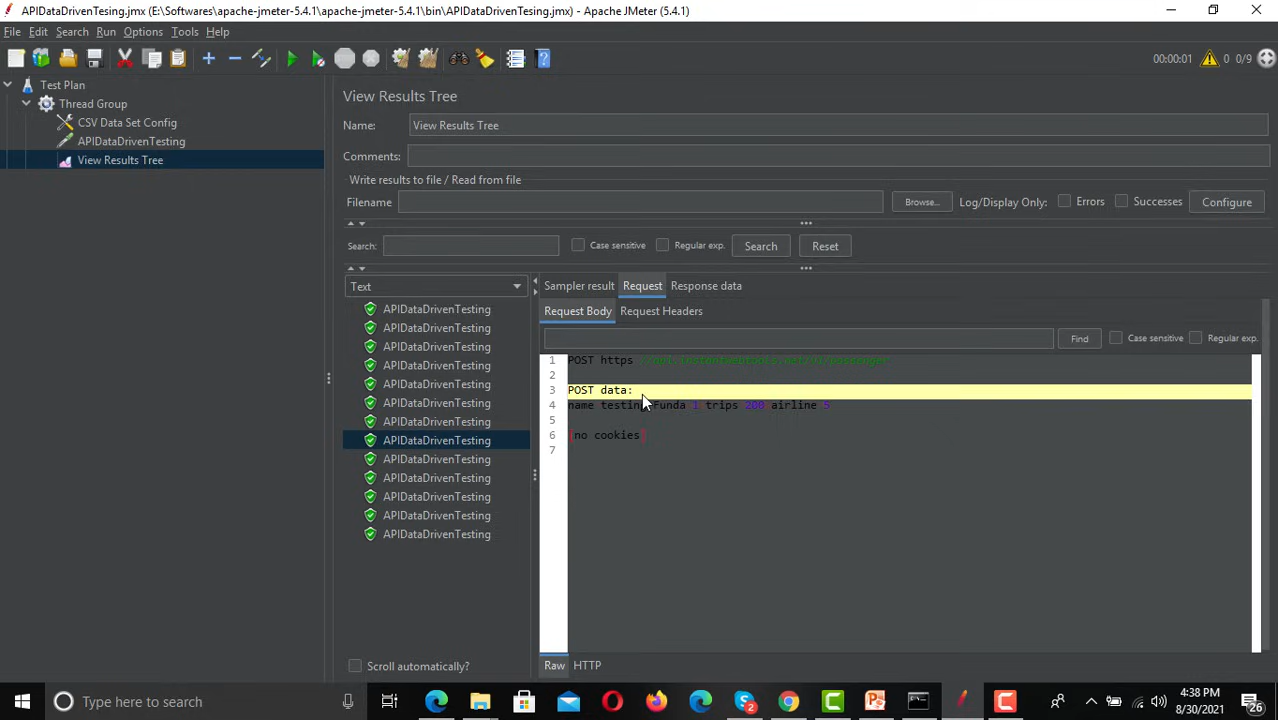 APIDataDrivenTesing.jmx (E:\Softwares\apache-jmeter-5.4.1\apache-jmeter-5.4.1\bin\APIDataDrivenTesing.jmx) - Apache JMeter (5.4.1)
File Edit Search Run Options Tools Help
00:00:01 0 0/9
Test Plan
Thread Group
CSV Data Set Config
APIDataDrivenTesting
View Results Tree
View Results Tree
Name: View Results Tree
Comments:
Write results to file / Read from file
Filename Browse... Log/Display Only: Errors Successes Configure
Search: Case sensitive Regular exp. Search Reset
Text
APIDataDrivenTesting
APIDataDrivenTesting
APIDataDrivenTesting
APIDataDrivenTesting
APIDataDrivenTesting
APIDataDrivenTesting
APIDataDrivenTesting
APIDataDrivenTesting
APIDataDrivenTesting
APIDataDrivenTesting
APIDataDrivenTesting
APIDataDrivenTesting
APIDataDrivenTesting
Scroll automatically?
Sampler result Request Response data
Request Body Request Headers
Find Case sensitive Regular exp.
1 POST https
2
3 POST data:
4 name testing funda 1 trips 200 airline 5
5
6 [no cookies]
7
Raw HTTP
Type here to search
2
4:38 PM
8/30/2021
26